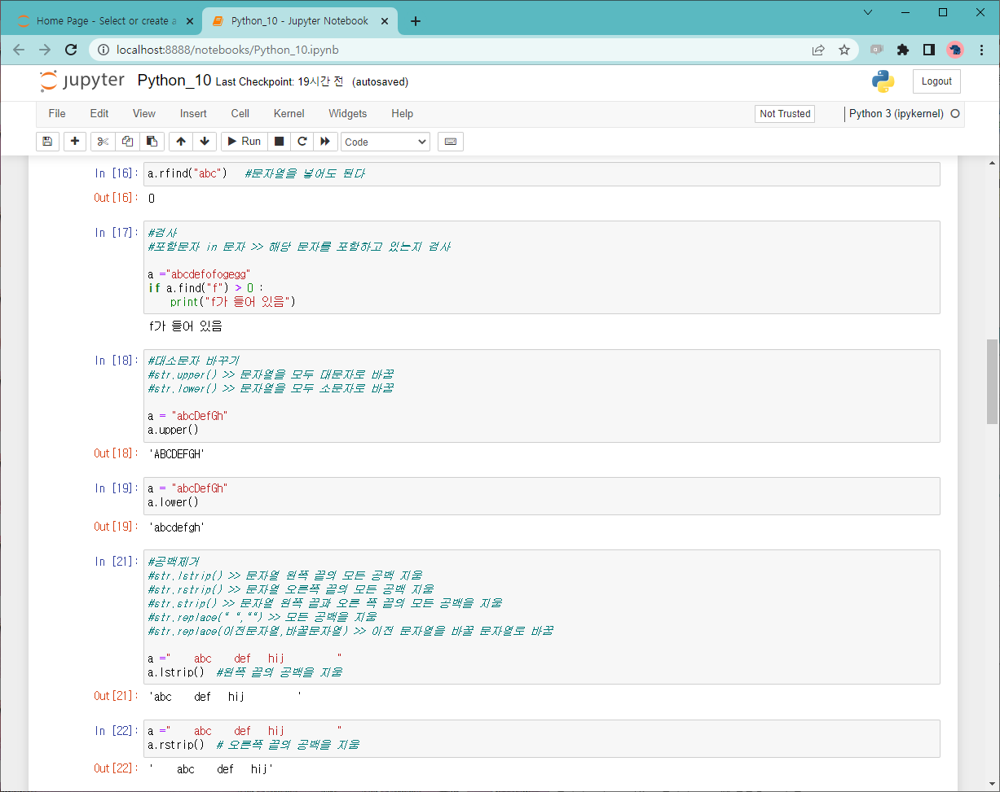 Home Page - Select or create a
Python_10 - Jupyter Notebook
localhost:8888/notebooks/Python_10.ipynb
jupyter Python_10 Last Checkpoint: 19시간 전 (autosaved)
Logout
File Edit View Insert Cell Kernel Widgets Help
Not Trusted
Python 3 (ipykernel)
Run
Code
In [16]: a.rfind("abc")   #문자열을 넣어도 된다
Out[16]: 0
In [17]: #검사
#포함문자 in 문자 >> 해당 문자를 포함하고 있는지 검사
a ="abcdefofogegg"
if a.find("f") > 0 :
    print("f가 들어 있음")
f가 들어 있음
In [18]: #대소문자 바꾸기
#str.upper() >> 문자열을 모두 대문자로 바꿈
#str.lower() >> 문자열을 모두 소문자로 바꿈
a = "abcDefGh"
a.upper()
Out[18]: 'ABCDEFGH'
In [19]: a = "abcDefGh"
a.lower()
Out[19]: 'abcdefgh'
In [21]: #공백제거
#str.lstrip() >> 문자열 왼쪽 끝의 모든 공백 지움
#str.rstrip() >> 문자열 오른쪽 끝의 모든 공백 지움
#str.strip() >> 문자열 왼쪽 끝과 오른 쪽 끝의 모든 공백을 지움
#str.replace(" ","") >> 모든 공백을 지움
#str.replace(이전문자열,바꿀문자열) >> 이전 문자열을 바꿀 문자열로 바꿈
a ="    abc    def   hij         "
a.lstrip()  #왼쪽 끝의 공백을 지움
Out[21]: 'abc    def   hij         '
In [22]: a ="    abc    def   hij         "
a.rstrip()  # 오른쪽 끝의 공백을 지움
Out[22]: '    abc    def   hij'